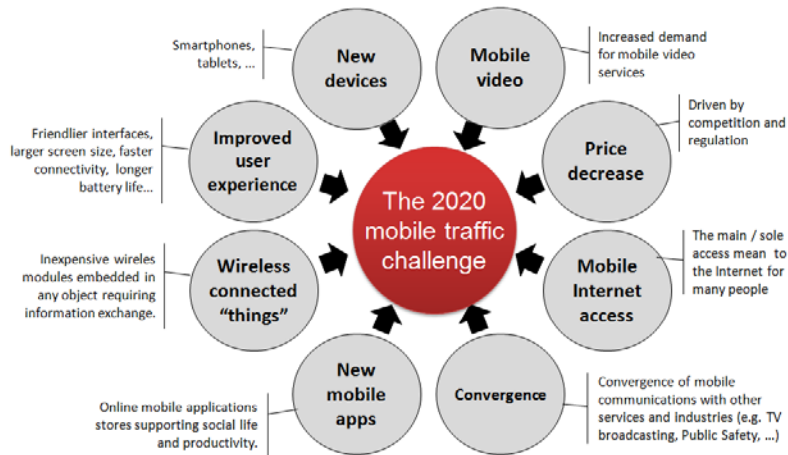 Smartphones,
tablets, ...
New
devices
Mobile
video
Increased demand
for mobile video
services
Friendlier interfaces,
larger screen size, faster
connectivity, longer
battery life...
Improved
user
experience
Driven by
competition and
regulation
Price
decrease
The 2020
mobile traffic
challenge
Inexpensive wireles
modules embedded in
any object requiring
information exchange.
Wireless
connected
“things”
The main / sole
access mean to
the Internet for
many people
Mobile
Internet
access
Online mobile applications
stores supporting social life
and productivity.
New
mobile
apps
Convergence
Convergence of mobile
communications with other
services and industries (e.g. TV
broadcasting, Public Safety, ...)